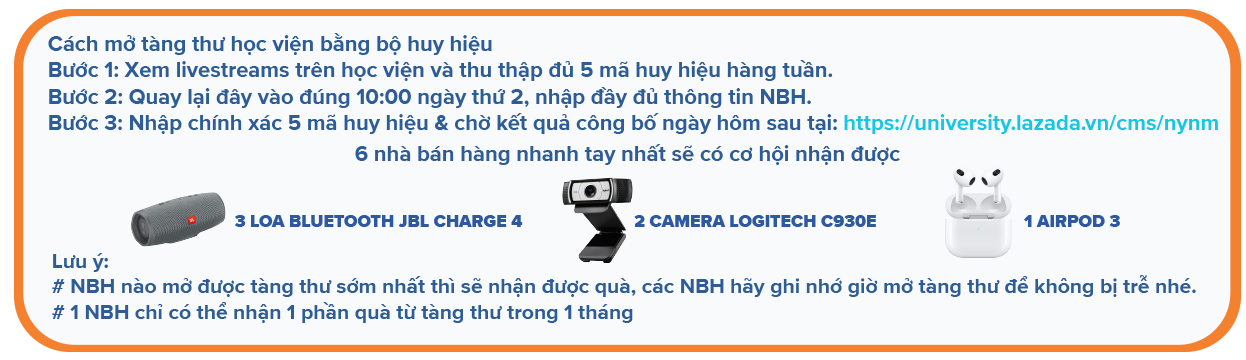 Cách mở tàng thư học viện bằng bộ huy hiệu
Bước 1: Xem livestreams trên học viện và thu thập đủ 5 mã huy hiệu hàng tuần.
Bước 2: Quay lại đây vào đúng 10:00 ngày thứ 2, nhập đầy đủ thông tin NBH.
Bước 3: Nhập chính xác 5 mã huy hiệu & chờ kết quả công bố ngày hôm sau tại: https://university.lazada.vn/cms/nynm
6 nhà bán hàng nhanh tay nhất sẽ có cơ hội nhận được
JBL
3 LOA BLUETOOTH JBL CHARGE 4
2 CAMERA LOGITECH C930E
1 AIRPOD 3
Lưu ý:
# NBH nào mở được tàng thư sớm nhất thì sẽ nhận được quà, các NBH hãy ghi nhớ giờ mở tàng thư để không bị trễ nhé.
# 1 NBH chỉ có thể nhận 1 phần quà từ tàng thư trong 1 tháng